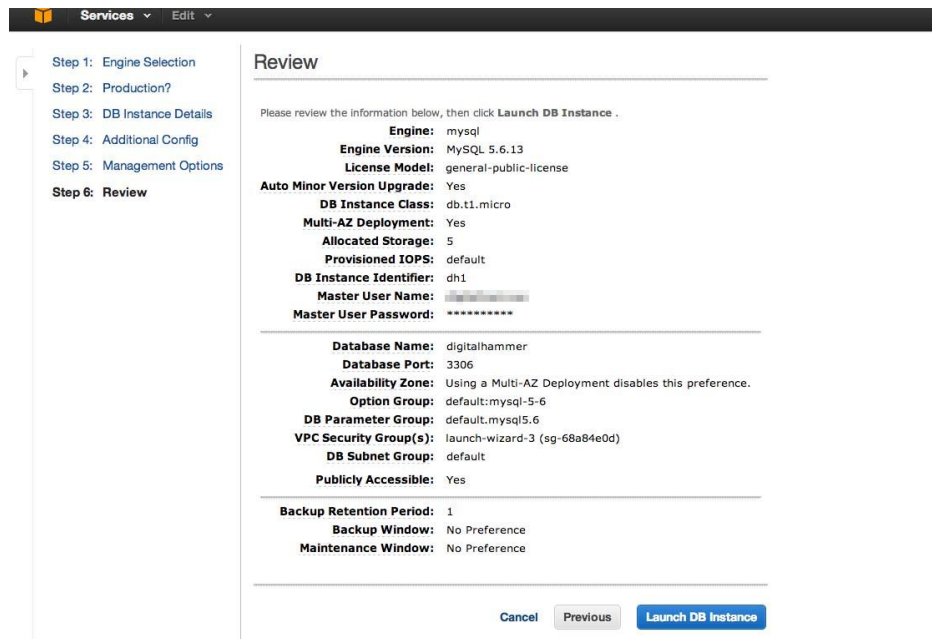 Services Edit
Step 1: Engine Selection
Step 2: Production?
Step 3: DB Instance Details
Step 4: Additional Config
Step 5: Management Options
Step 6: Review
Review
Please review the information below, then click Launch DB Instance .
Engine: mysql
Engine Version: MySQL 5.6.13
License Model: general-public-license
Auto Minor Version Upgrade: Yes
DB Instance Class: db.t1.micro
Multi-AZ Deployment: Yes
Allocated Storage: 5
Provisioned IOPS: default
DB Instance Identifier: dh1
Master User Name:
Master User Password: **********
Database Name: digitalhammer
Database Port: 3306
Availability Zone: Using a Multi-AZ Deployment disables this preference.
Option Group: default:mysql-5-6
DB Parameter Group: default.mysql5.6
VPC Security Group(s): launch-wizard-3 (sg-68a84e0d)
DB Subnet Group: default
Publicly Accessible: Yes
Backup Retention Period: 1
Backup Window: No Preference
Maintenance Window: No Preference
Cancel Previous Launch DB Instance